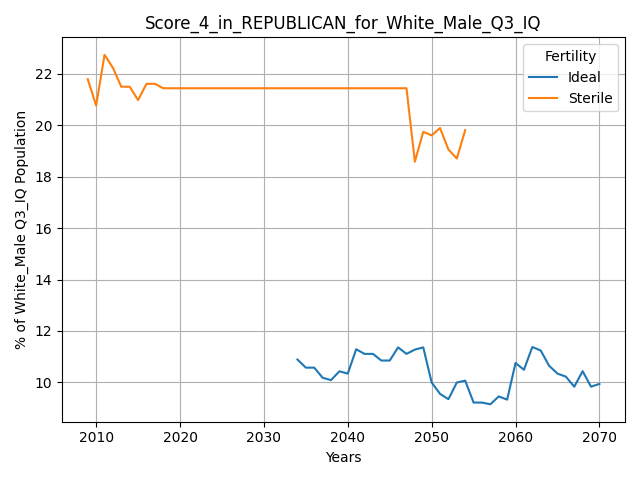 Score_4_in_REPUBLICAN_for_White_Male_Q3_IQ
% of White_Male Q3_IQ Population
22
20
18
16
14
12
10
Fertility
Ideal
Sterile
2010 2020 2030 2040 2050 2060 2070
Years